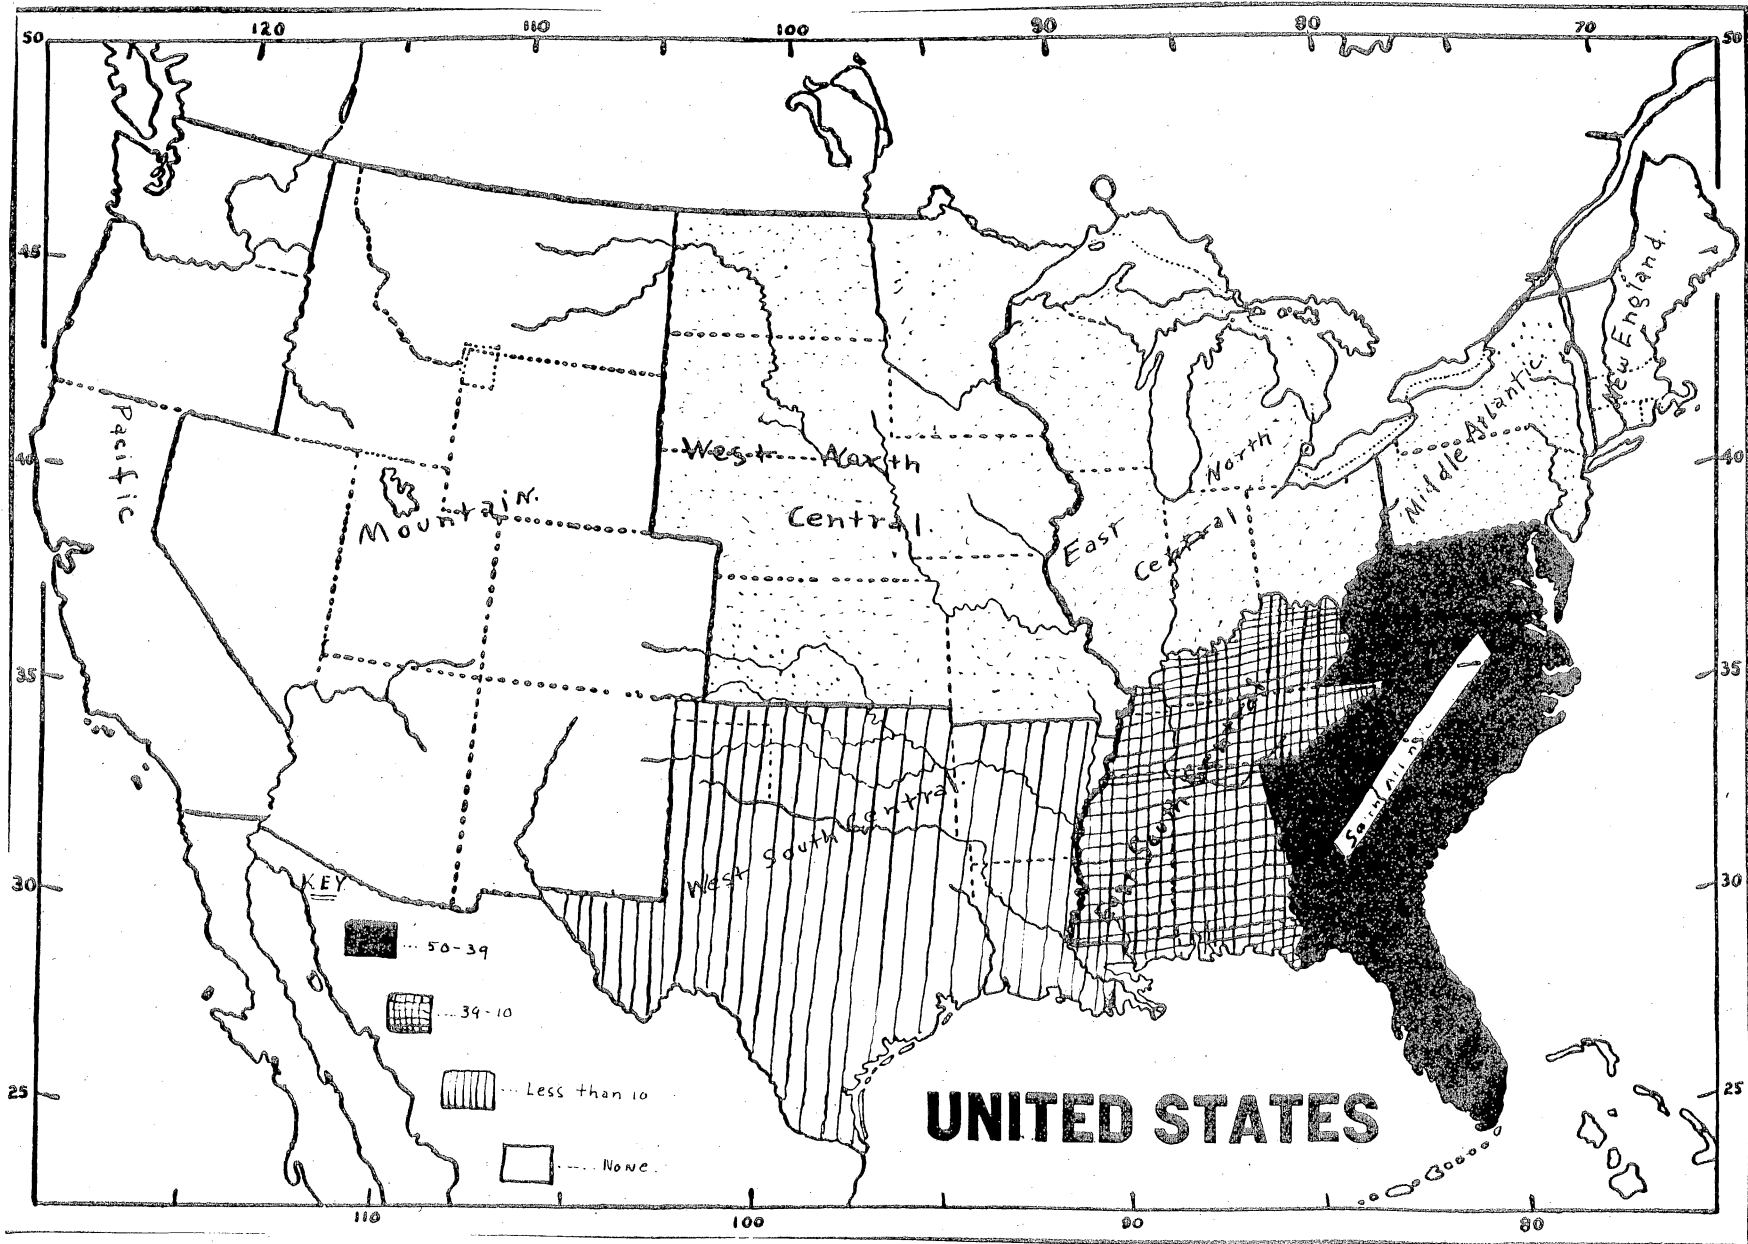 120 110 100 90 80 70
50 50
45
40 40
35 35
30 30
25 25
Pacific
Mountain.
West North
Central.
East
North
Central
Middle Atlantic
New England.
West South Central.
KEY
50-39
39-10
Less than 10
None.
UNITED STATES
110 100 90 80